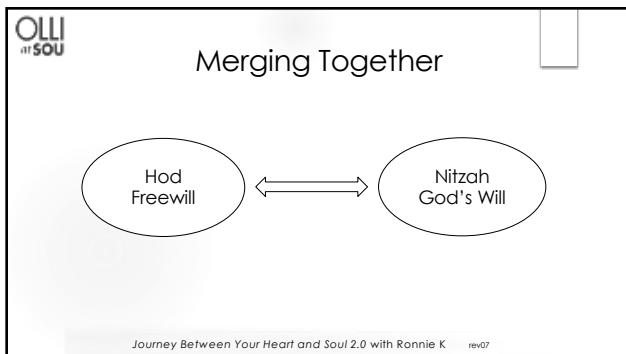 OLLI
at SOU
Merging Together
Hod
Freewill
Nitzah
God's Will
Journey Between Your Heart and Soul 2.0 with Ronnie K rev07